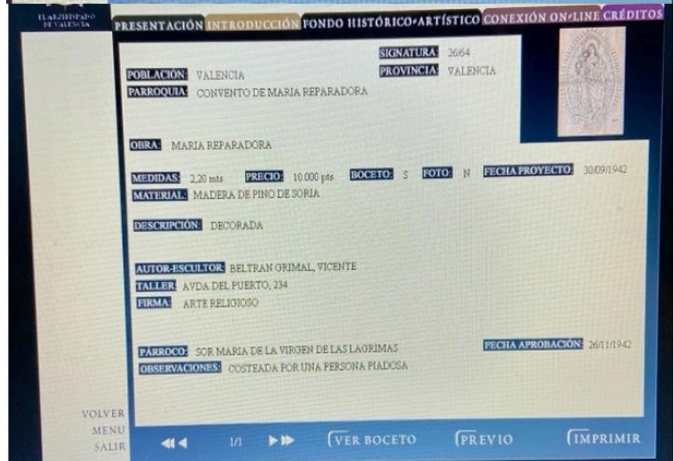 DE VALENCIA
PRESENTACIÓN INTRODUCCIÓN FONDO HISTÓRICO-ARTÍSTICO CONEXIÓN ON-LINE CRÉDITOS
SIGNATURA: 26/64
POBLACIÓN: VALENCIA PROVINCIA: VALENCIA
PARROQUIA: CONVENTO DE MARIA REPARADORA
OBRA: MARIA REPARADORA
MEDIDAS: 2,20 mts PRECIO: 10.000 pts BOCETO: S FOTO: N FECHA PROYECTO: 30/09/1942
MATERIAL: MADERA DE PINO DE SORIA
DESCRIPCIÓN: DECORADA
AUTOR-ESCULTOR: BELTRAN GRIMAL, VICENTE
TALLER: AVDA DEL PUERTO, 234
FIRMA: ARTE RELIGIOSO
PÁRROCO: SOR MARIA DE LA VIRGEN DE LAS LAGRIMAS FECHA APROBACIÓN: 26/11/1942
OBSERVACIONES: COSTEADA POR UNA PERSONA PIADOSA
VOLVER
MENU
SALIR
1/1 VER BOCETO PREVIO IMPRIMIR